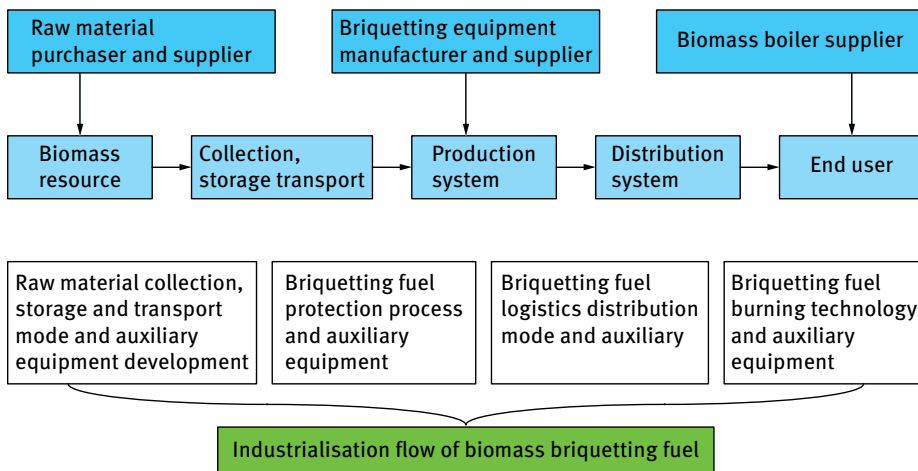 Raw material
purchaser and supplier
Briquetting equipment
manufacturer and supplier
Biomass boiler supplier
Biomass
resource
Collection,
storage transport
Production
system
Distribution
system
End user
Raw material collection,
storage and transport
mode and auxiliary
equipment development
Briquetting fuel
protection process
and auxiliary
equipment
Briquetting fuel
logistics distribution
mode and auxiliary
Briquetting fuel
burning technology
and auxiliary
equipment
Industrialisation flow of biomass briquetting fuel